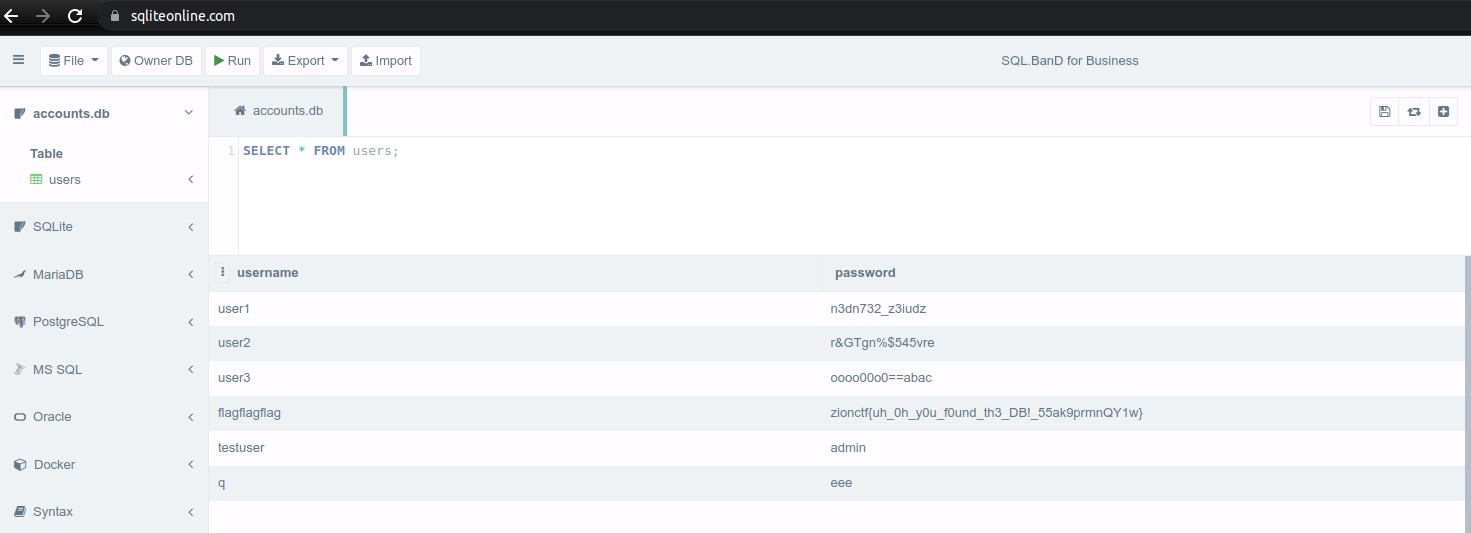 sqliteonline.com
File Owner DB Run Export Import SQL.BanD for Business
accounts.db
Table
users
SQLite
MariaDB
PostgreSQL
MS SQL
Oracle
Docker
Syntax
accounts.db
1 SELECT * FROM users;
username password
user1 n3dn732_z3iudz
user2 r&GTgn%$545vre
user3 oooo00o0==abac
flagflagflag zionctf{uh_0h_y0u_f0und_th3_DB!_55ak9prmnQY1w}
testuser admin
q eee